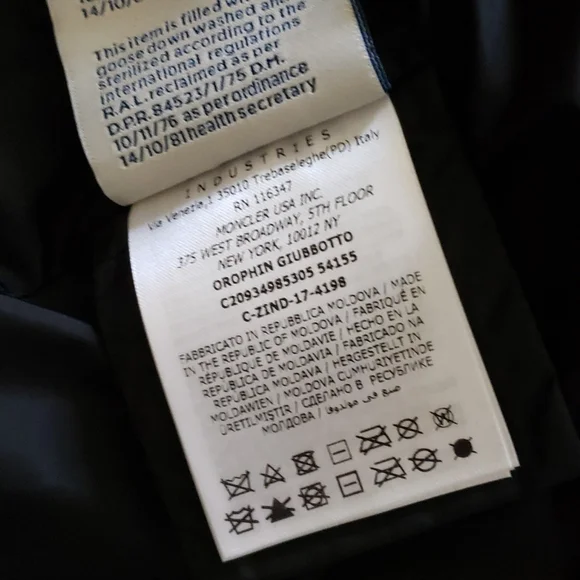 14/10/8
This item is filled wi
goose down washed and
sterilized according to the
international regulations
R.A.L. reclaimed as per
D.P.R. 84523/1/75 D.M.
10/11/76 as per ordinance
14/10/81 health secretary
INDUSTRIES
Via Venezia,1 35010 Trebaseleghe(PD) Italy
RN 116347
MONCLER USA INC.
375 WEST BROADWAY, 5TH FLOOR
NEW YORK, 10012 NY
OROPHIN GIUBBOTTO
C20934985305 54155
C-ZIND-17-4198
FABBRICATO IN REPUBBLICA MOLDOVA / MADE
IN THE REPUBLIC OF MOLDOVA / FABRIQUÉ EN
RÉPUBLIQUE DE MOLDAVIE / HECHO EN LA
REPÚBLICA DE MOLDAVIA / FABRICADO NA
REPÚBLICA MOLDAVA / HERGESTELLT IN
MOLDAWIEN / MOLDOVA CUMHURIYETINDE
ÜRETILMIŞTIR / СДЕЛАНО В РЕСПУБЛИКЕ
МОЛДОВА / صنع في مولدوفا